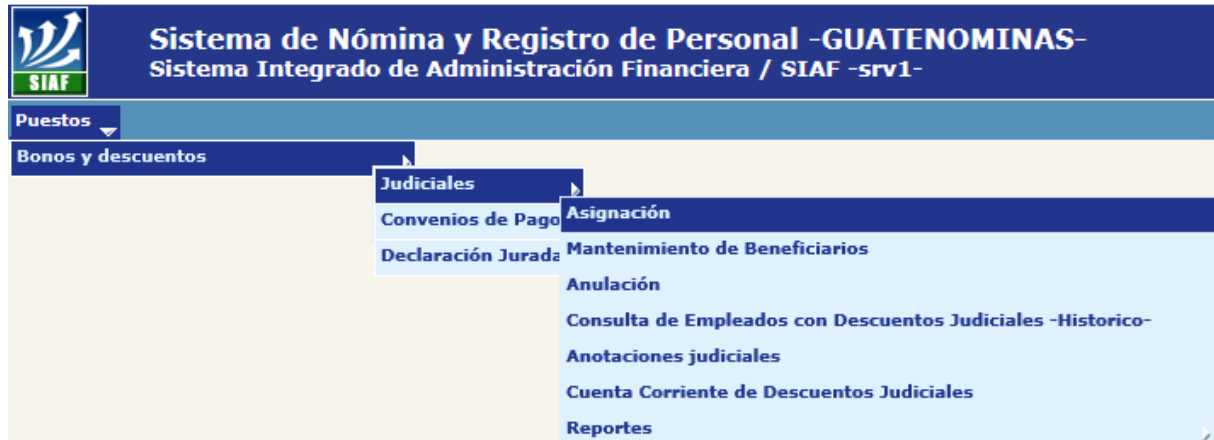 SIAF
Sistema de Nómina y Registro de Personal -GUATENOMINAS-
Sistema Integrado de Administración Financiera / SIAF -srv1-
Puestos
Bonos y descuentos
Judiciales
Convenios de Pago
Declaración Jurada
Asignación
Mantenimiento de Beneficiarios
Anulación
Consulta de Empleados con Descuentos Judiciales -Historico-
Anotaciones judiciales
Cuenta Corriente de Descuentos Judiciales
Reportes